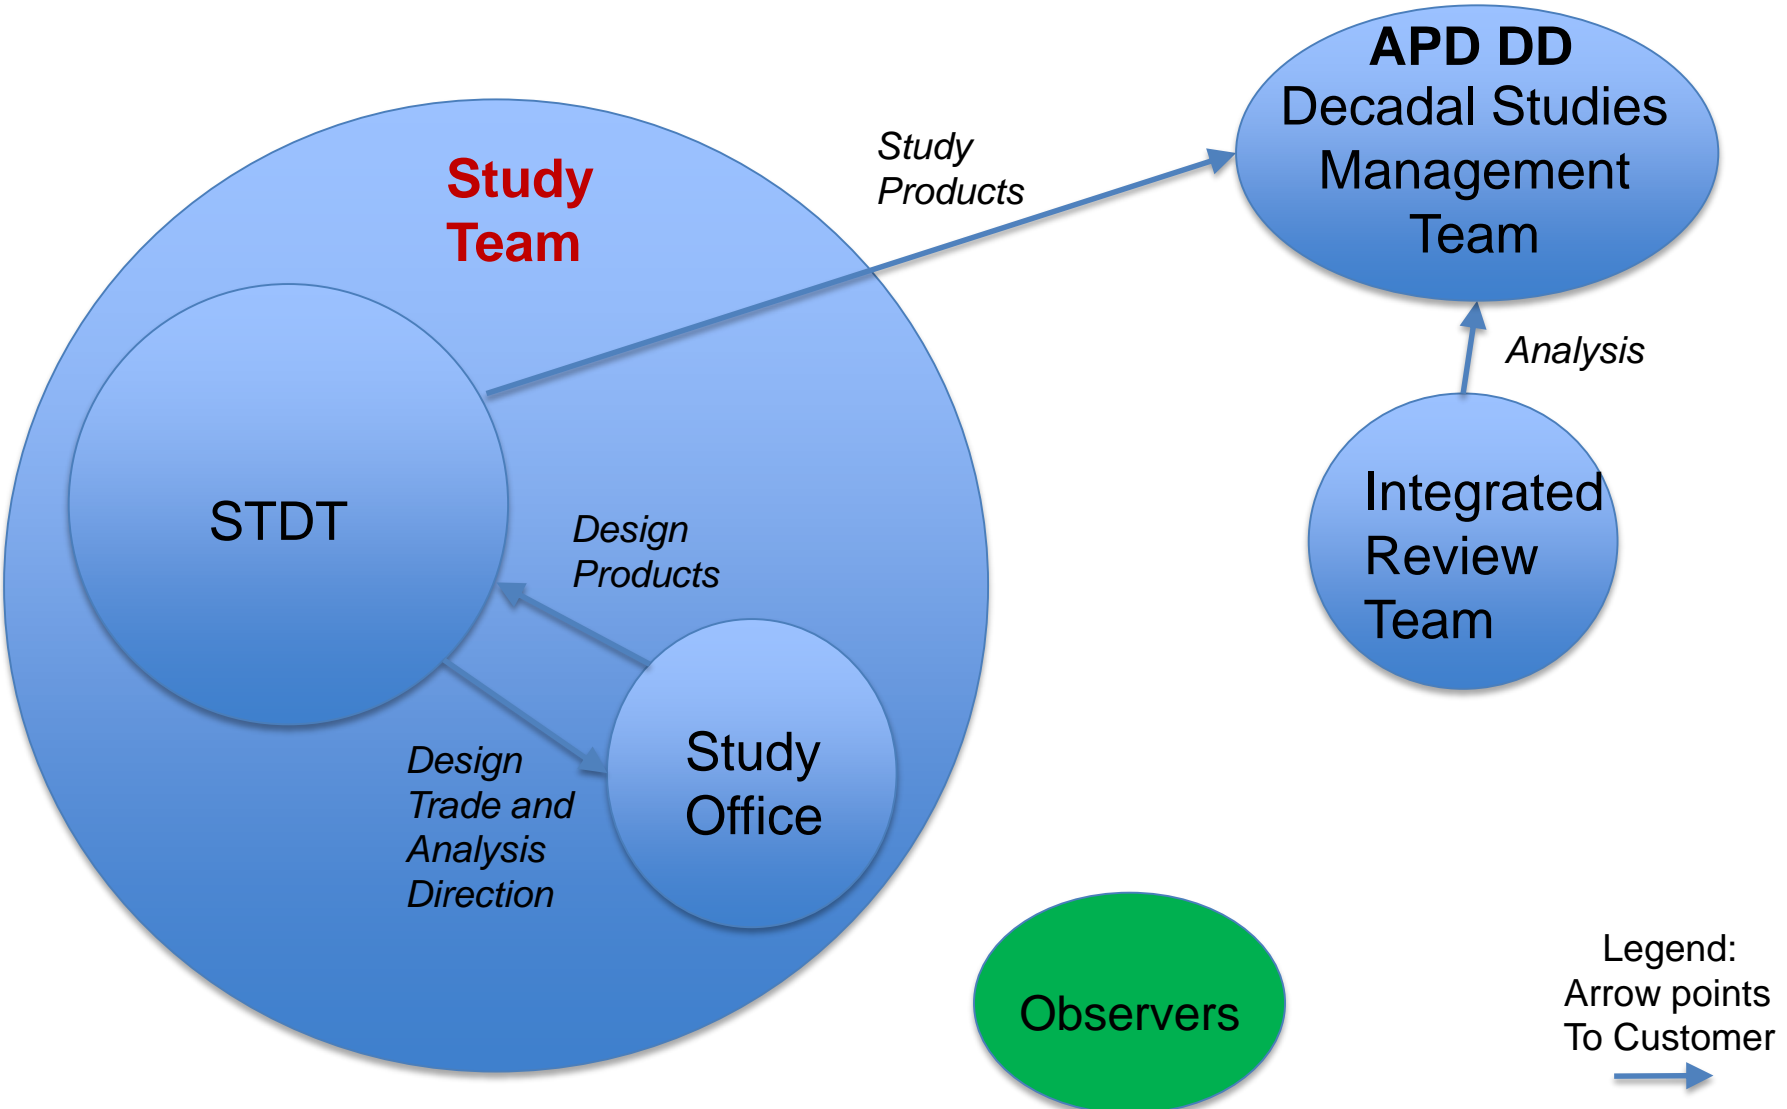 APD DD
Decadal Studies
Management
Team
Study
Products
Study
Team
Analysis
STDT
Design
Products
Integrated
Review
Team
Study
Office
Design
Trade and
Analysis
Direction
Observers
Legend:
Arrow points
To Customer